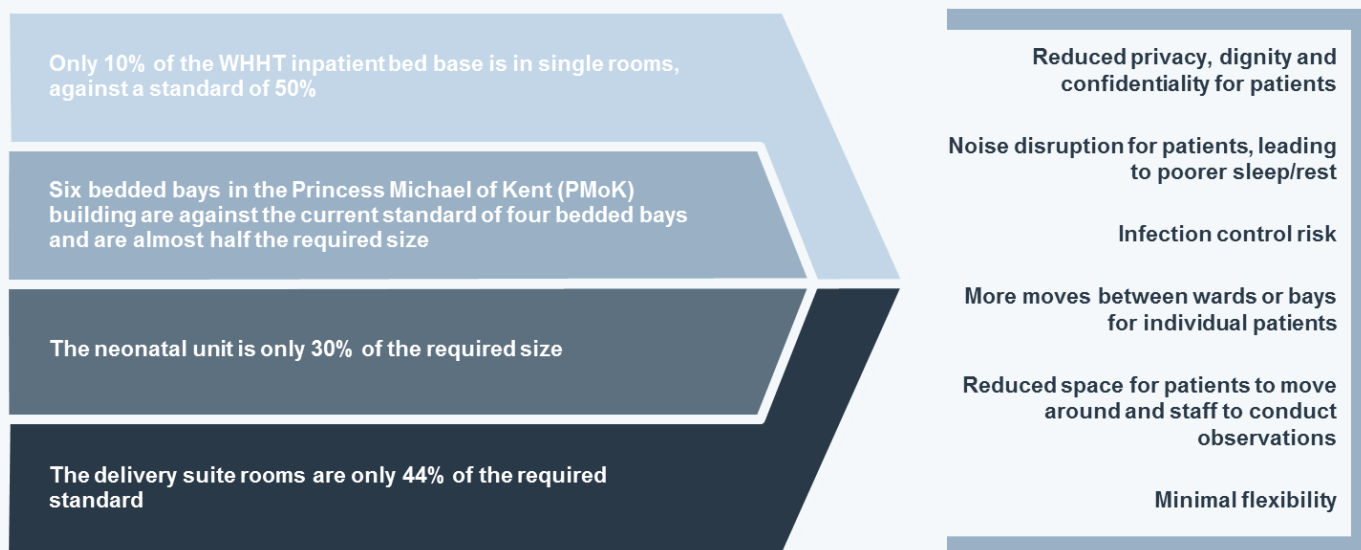 Only 10% of the WHHT inpatient bed base is in single rooms,
against a standard of 50%
Six bedded bays in the Princess Michael of Kent (PMoK)
building are against the current standard of four bedded bays
and are almost half the required size
The neonatal unit is only 30% of the required size
The delivery suite rooms are only 44% of the required
standard
Reduced privacy, dignity and
confidentiality for patients
Noise disruption for patients, leading
to poorer sleep/rest
Infection control risk
More moves between wards or bays
for individual patients
Reduced space for patients to move
around and staff to conduct
observations
Minimal flexibility